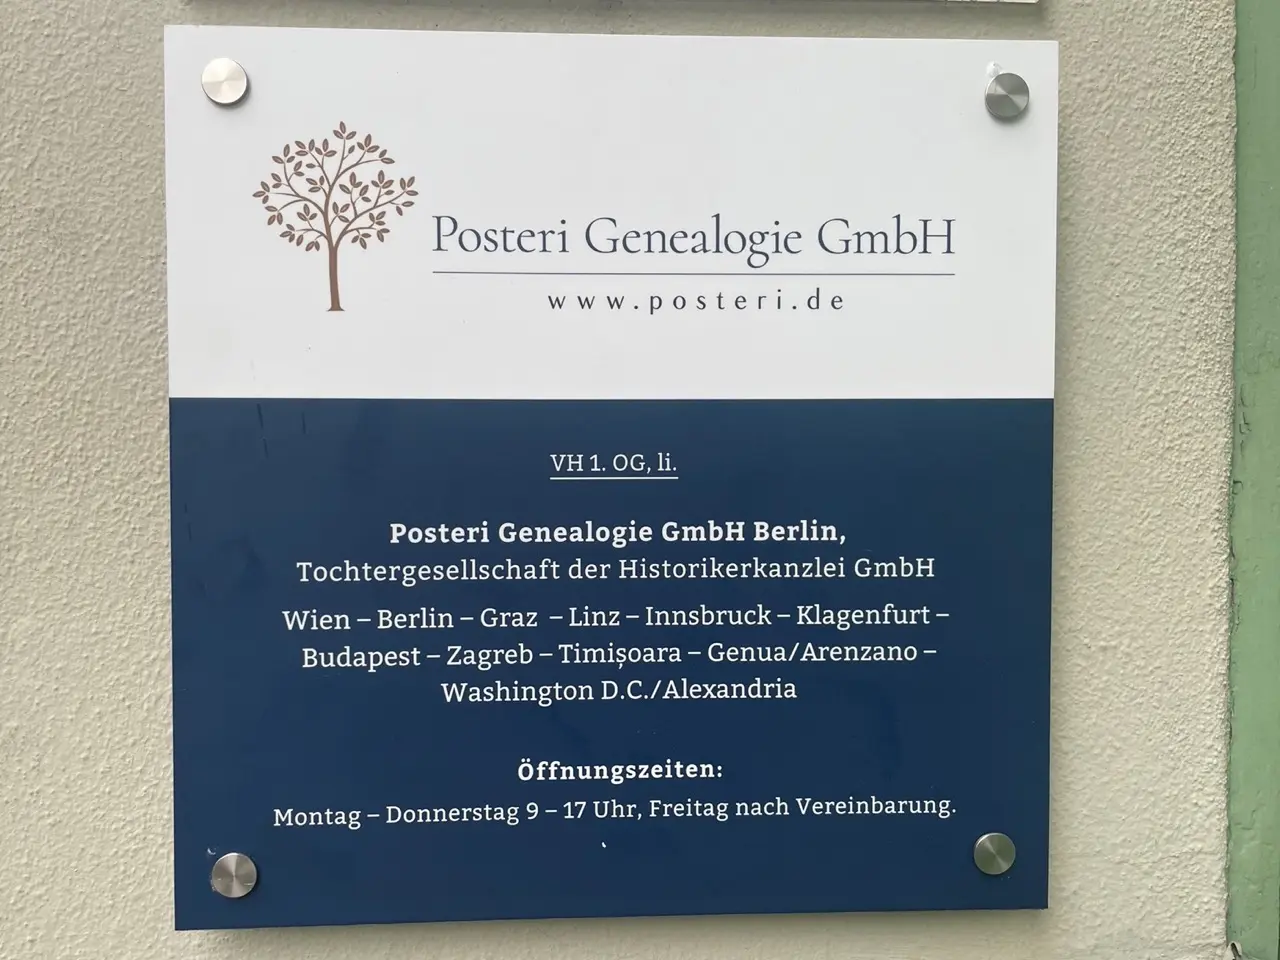 Posteri Genealogie GmbH
www.posteri.de
VH 1. OG, li.
Posteri Genealogie GmbH Berlin,
Tochtergesellschaft der Historikerkanzlei GmbH
Wien – Berlin – Graz – Linz – Innsbruck – Klagenfurt –
Budapest – Zagreb – Timișoara – Genua/Arenzano –
Washington D.C./Alexandria
Öffnungszeiten:
Montag – Donnerstag 9 – 17 Uhr, Freitag nach Vereinbarung.